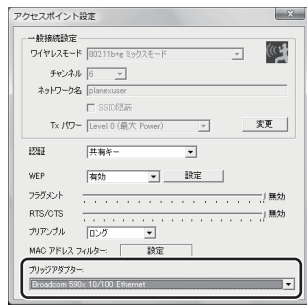 アクセスポイント設定
一般接続設定
ワイヤレスモード 802.11b+g ミックスモード
チャンネル 6
ネットワーク名 planexuser
SSID隠蔽
Tx パワー Level 0 (最大 Power) 変更
認証 共有キー
WEP 有効 設定
フラグメント 無効
RTS/CTS 無効
プリアンブル ロング
MAC アドレス フィルター: 設定
ブリッジアダプター:
Broadcom 590x 10/100 Ethernet